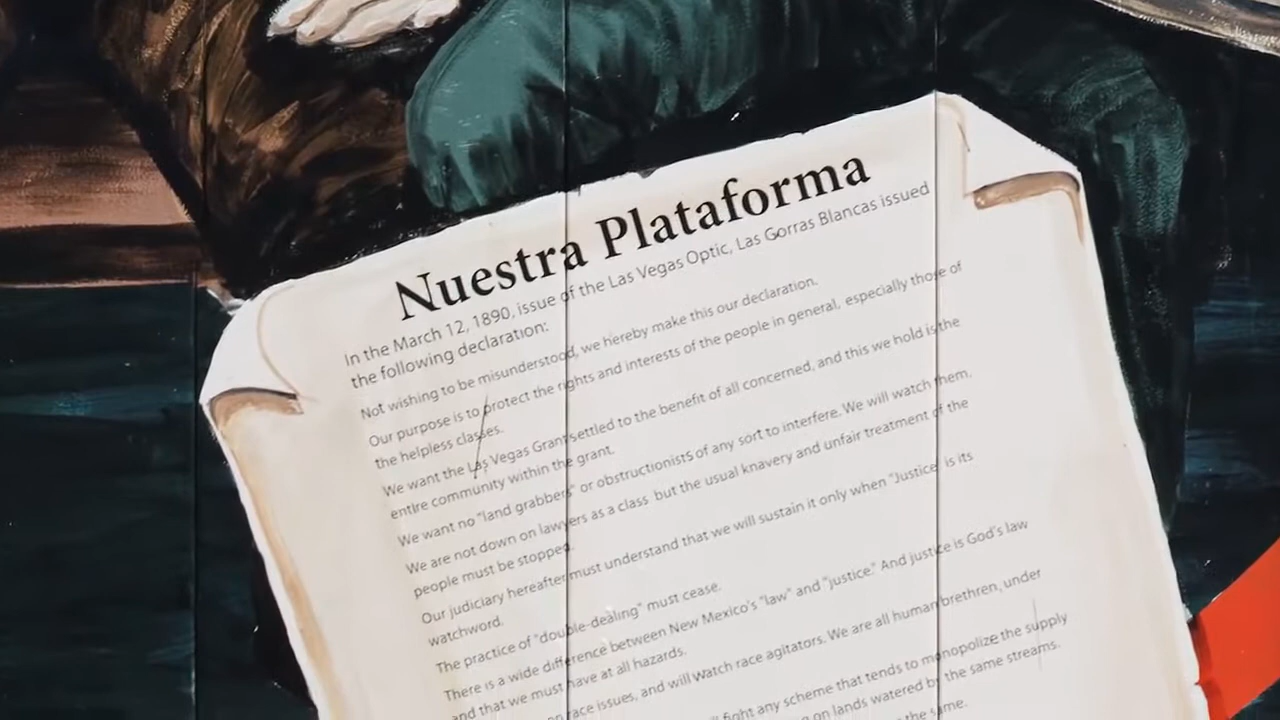 Nuestra Plataforma
In the March 12, 1890, issue of the Las Vegas Optic, Las Gorras Blancas issued
the following declaration:
Not wishing to be misunderstood, we hereby make this our declaration.
Our purpose is to protect the rights and interests of the people in general, especially those of
the helpless classes.
We want the Las Vegas Grant settled to the benefit of all concerned, and this we hold is the
entire community within the grant.
We want no "land grabbers" or obstructionists of any sort to interfere. We will watch them.
We are not down on lawyers as a class but the usual knavery and unfair treatment of the
people must be stopped.
Our judiciary hereafter must understand that we will sustain it only when "Justice" is its
watchword.
The practice of "double-dealing" must cease.
There is a wide difference between New Mexico's "law" and "justice." And justice is God's law
and that we must have at all hazards.
race issues, and will watch race agitators. We are all human brethren, under
fight any scheme that tends to monopolize the supply
on lands watered by the same streams.
the same.